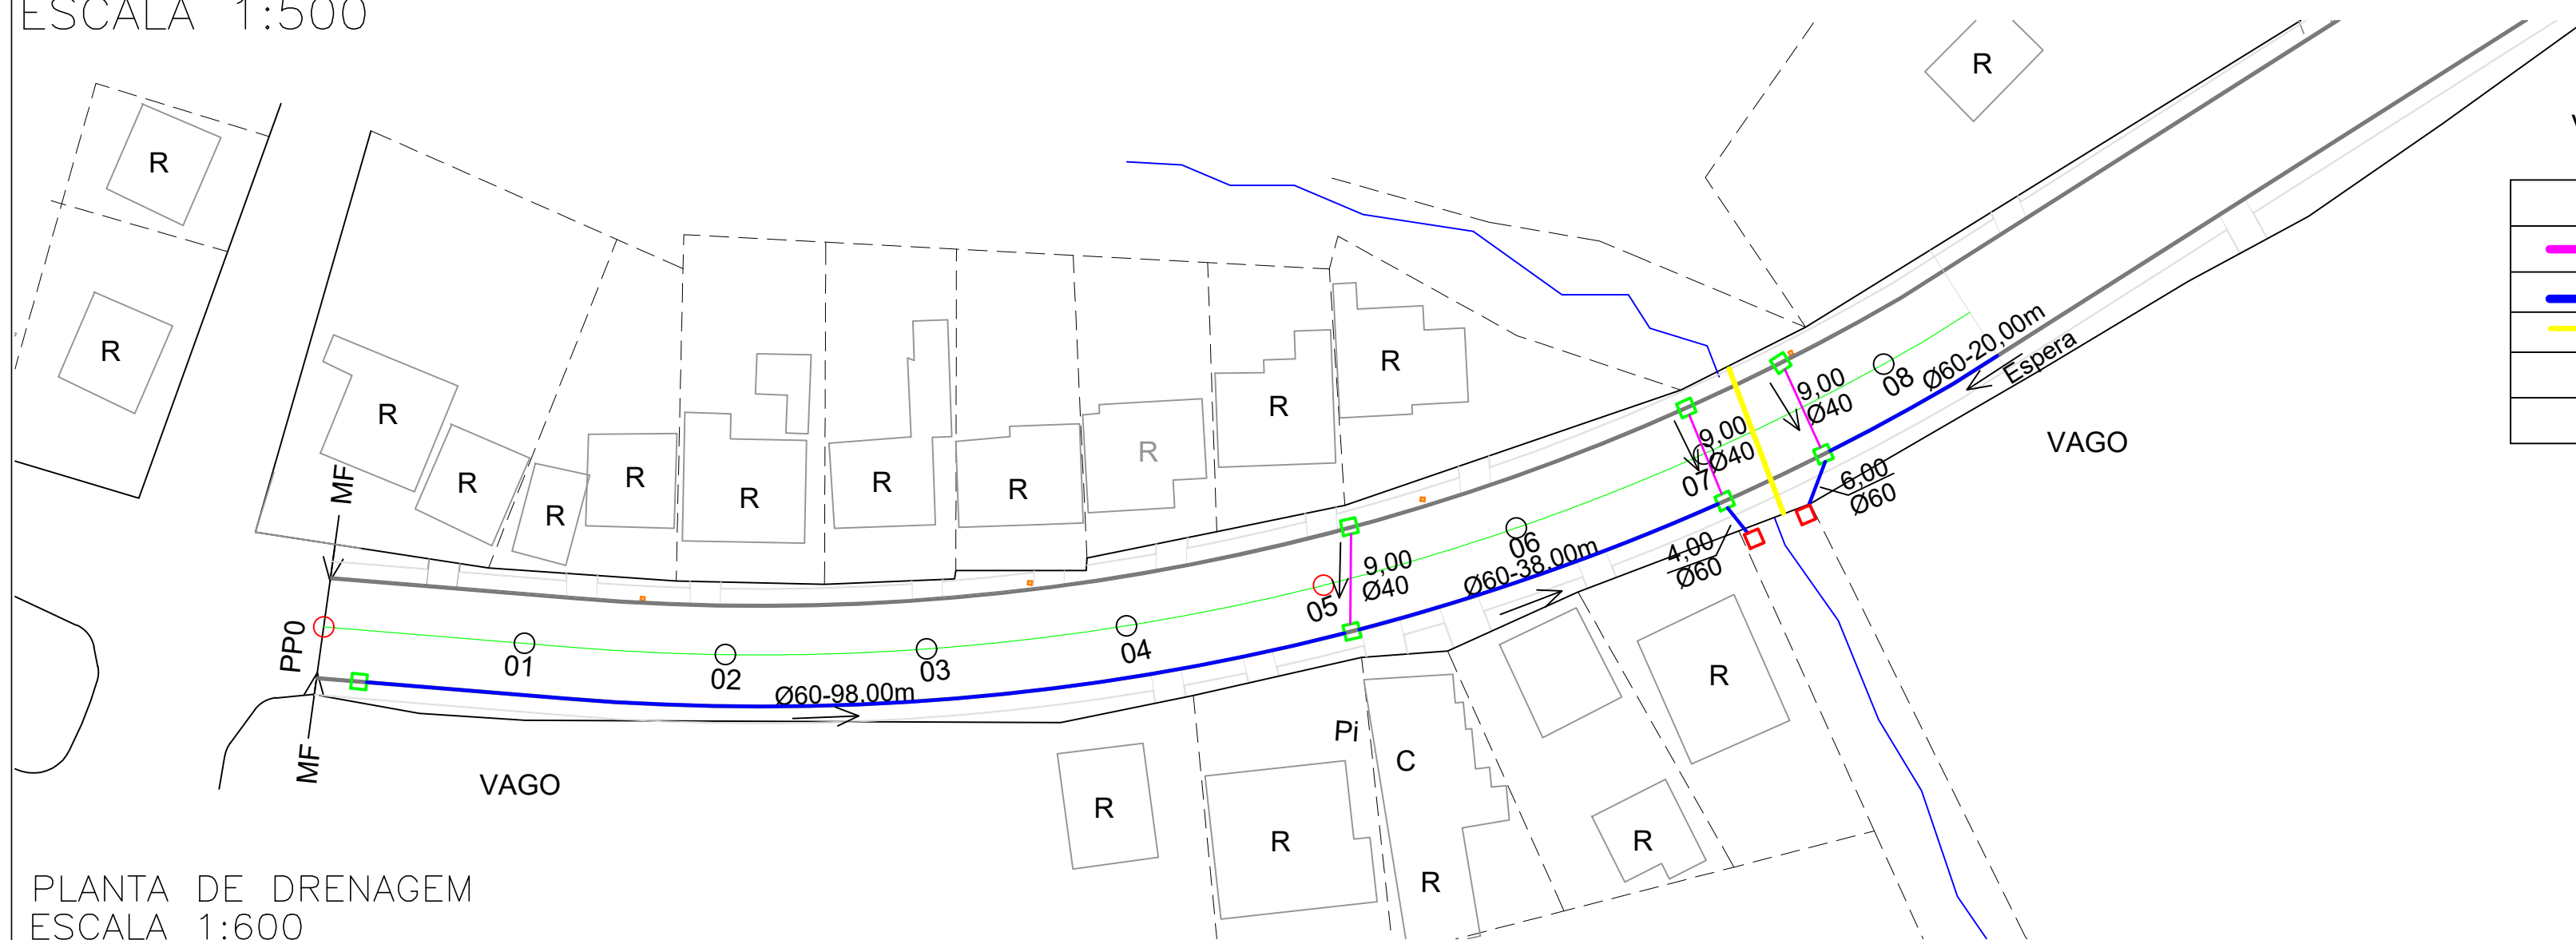 ESCALA 1:500
R
R
R
R
R
R
R
R
R
R
R
R
R
R
MF
PP0
MF
01
02
03
04
05
06
07
08
Ø60-98,00m
9,00
Ø40
Ø60-38,00m
9,00
Ø40
9,00
Ø40
4,00
Ø60
6,00
Ø60
Ø60-20,00m
Espera
VAGO
VAGO
Pi
C
R
R
R
R
R
PLANTA DE DRENAGEM
ESCALA 1:600